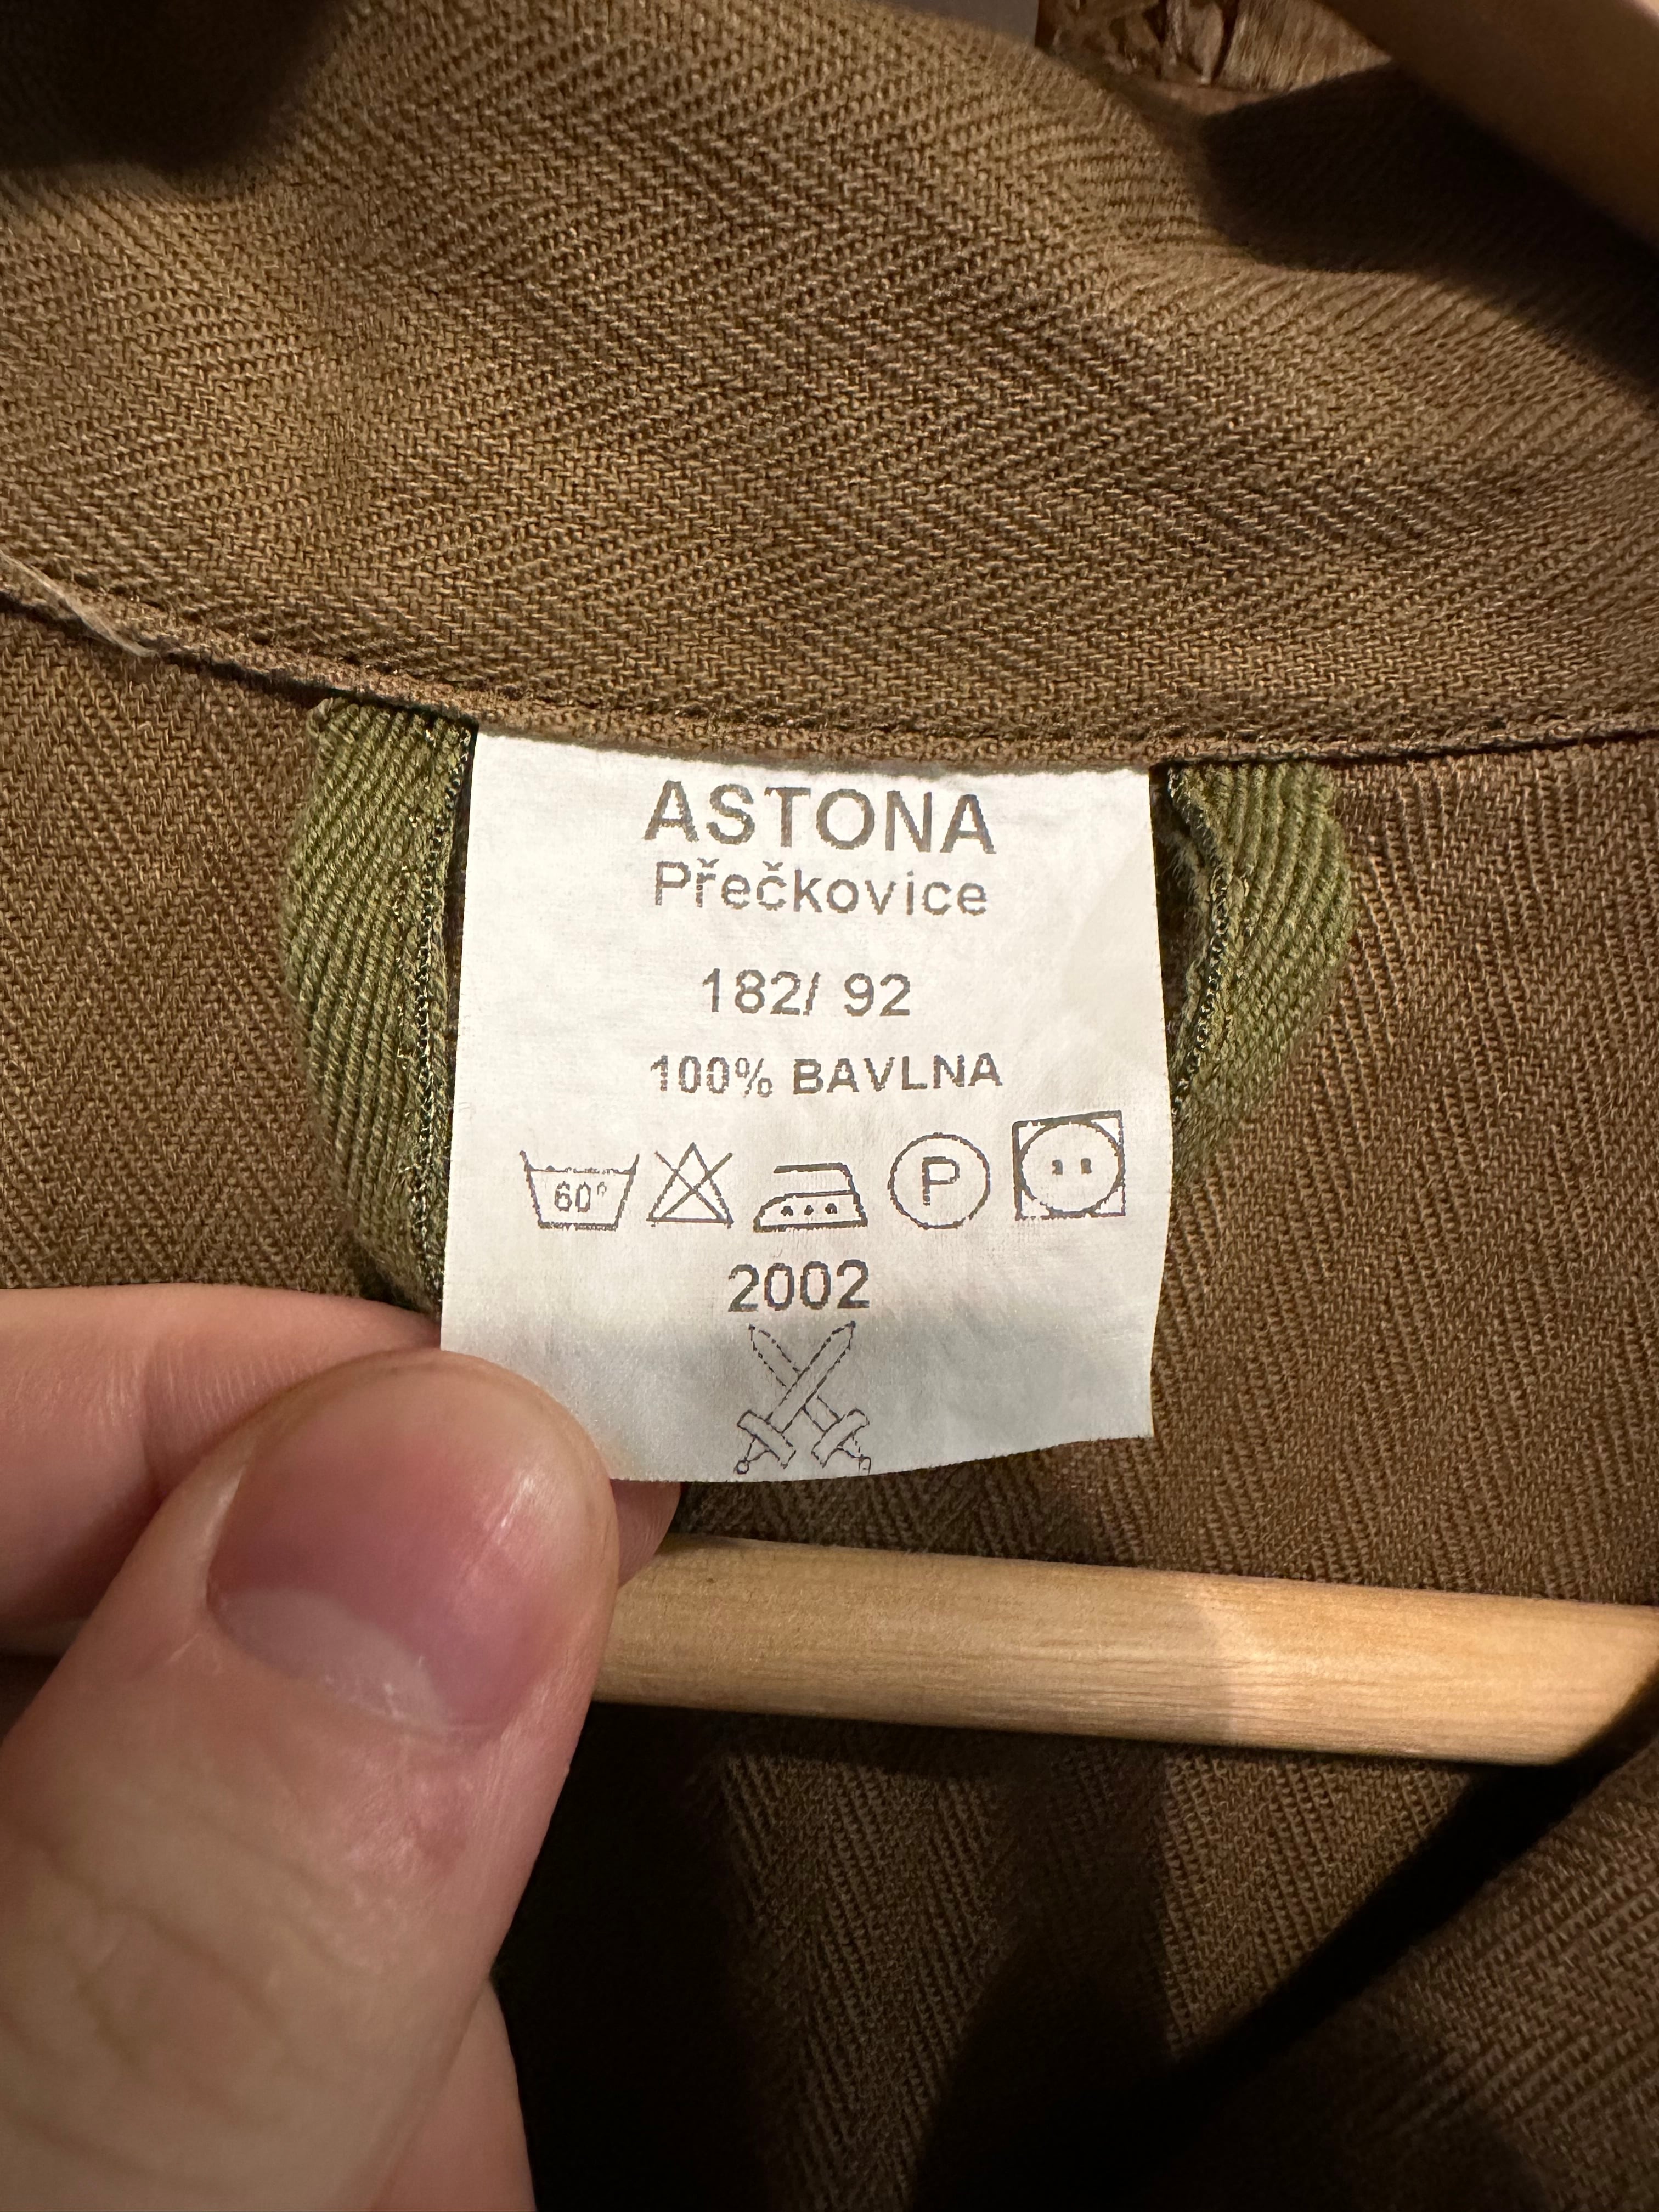 ASTONA
Přečkovice
182/ 92
100% BAVLNA
60° P
2002